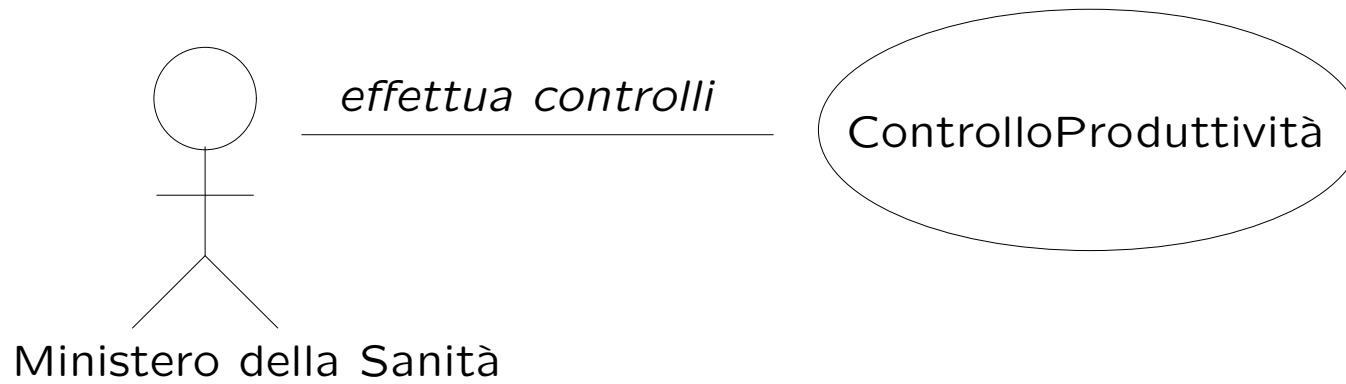 effettua controlli
ControlloProduttività
Ministero della Sanità